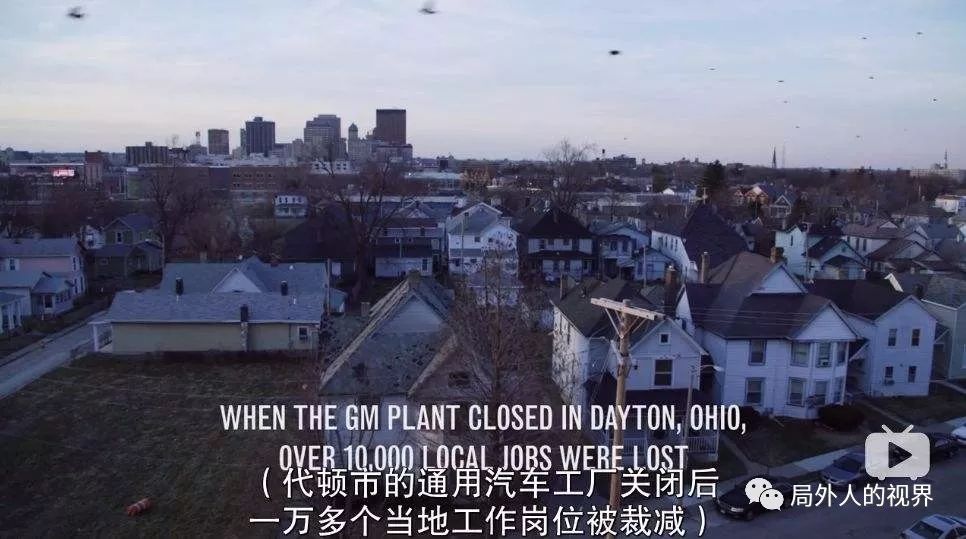 WHEN THE GM PLANT CLOSED IN DAYTON, OHIO,
OVER 10,000 LOCAL JOBS WERE LOST
（代顿市的通用汽车工厂关闭后
一万多个当地工作岗位被裁减）
局外人的视界